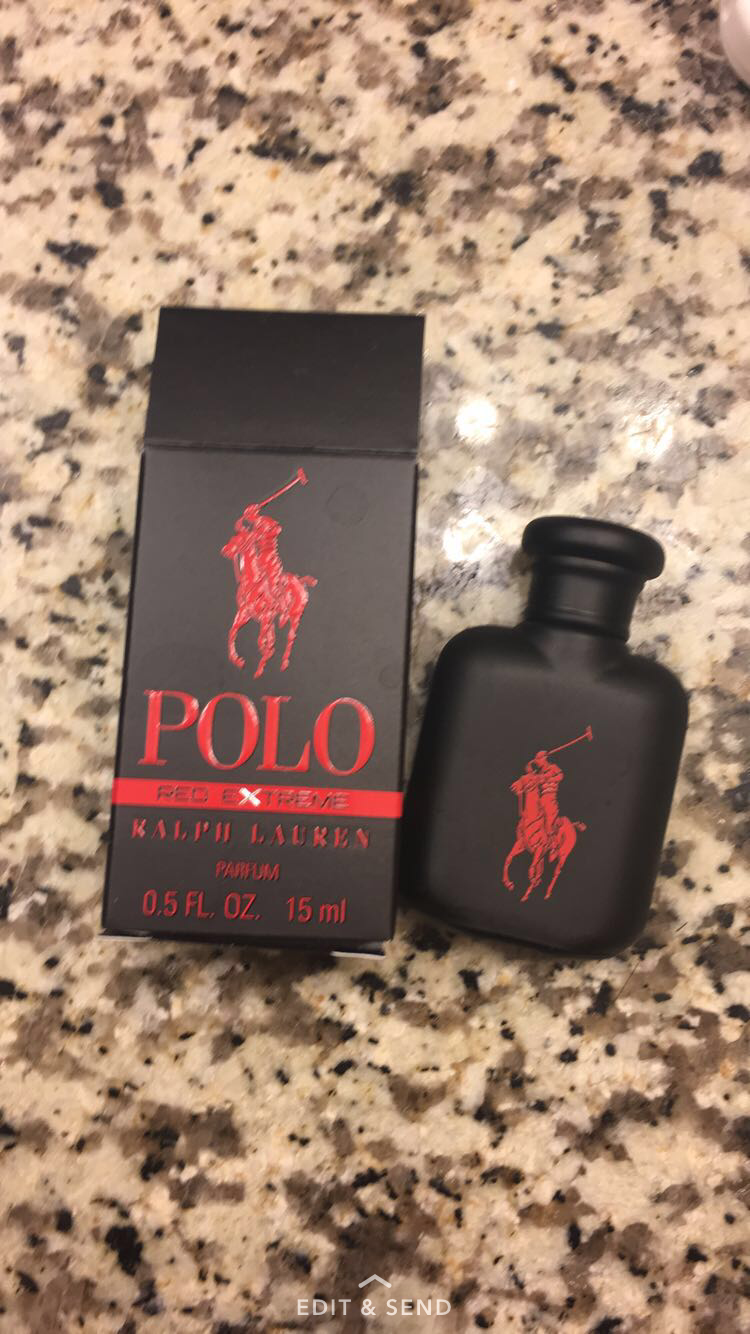 POLO
RED EXTREME
RALPH LAUREN
PARFUM
0.5 FL. OZ. 15 ml
EDIT & SEND